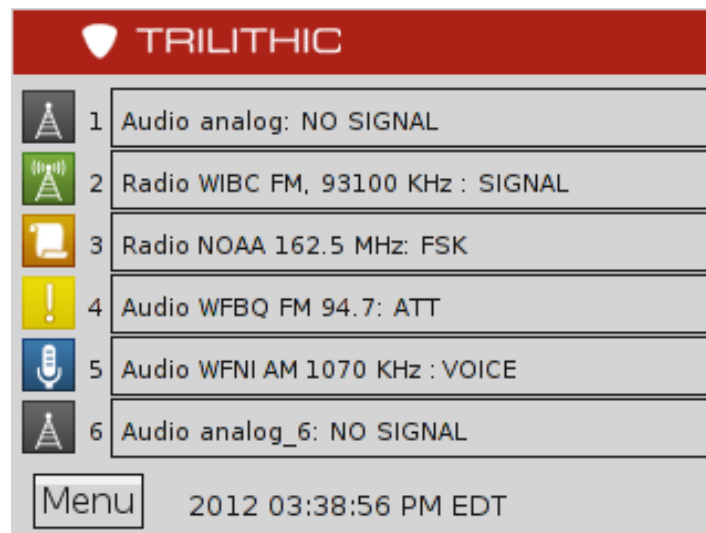 TRILITHIC
1 Audio analog: NO SIGNAL
2 Radio WIBC FM, 93100 KHz : SIGNAL
3 Radio NOAA 162.5 MHz: FSK
4 Audio WFBQ FM 94.7: ATT
5 Audio WFNI AM 1070 KHz : VOICE
6 Audio analog_6: NO SIGNAL
Menu 2012 03:38:56 PM EDT